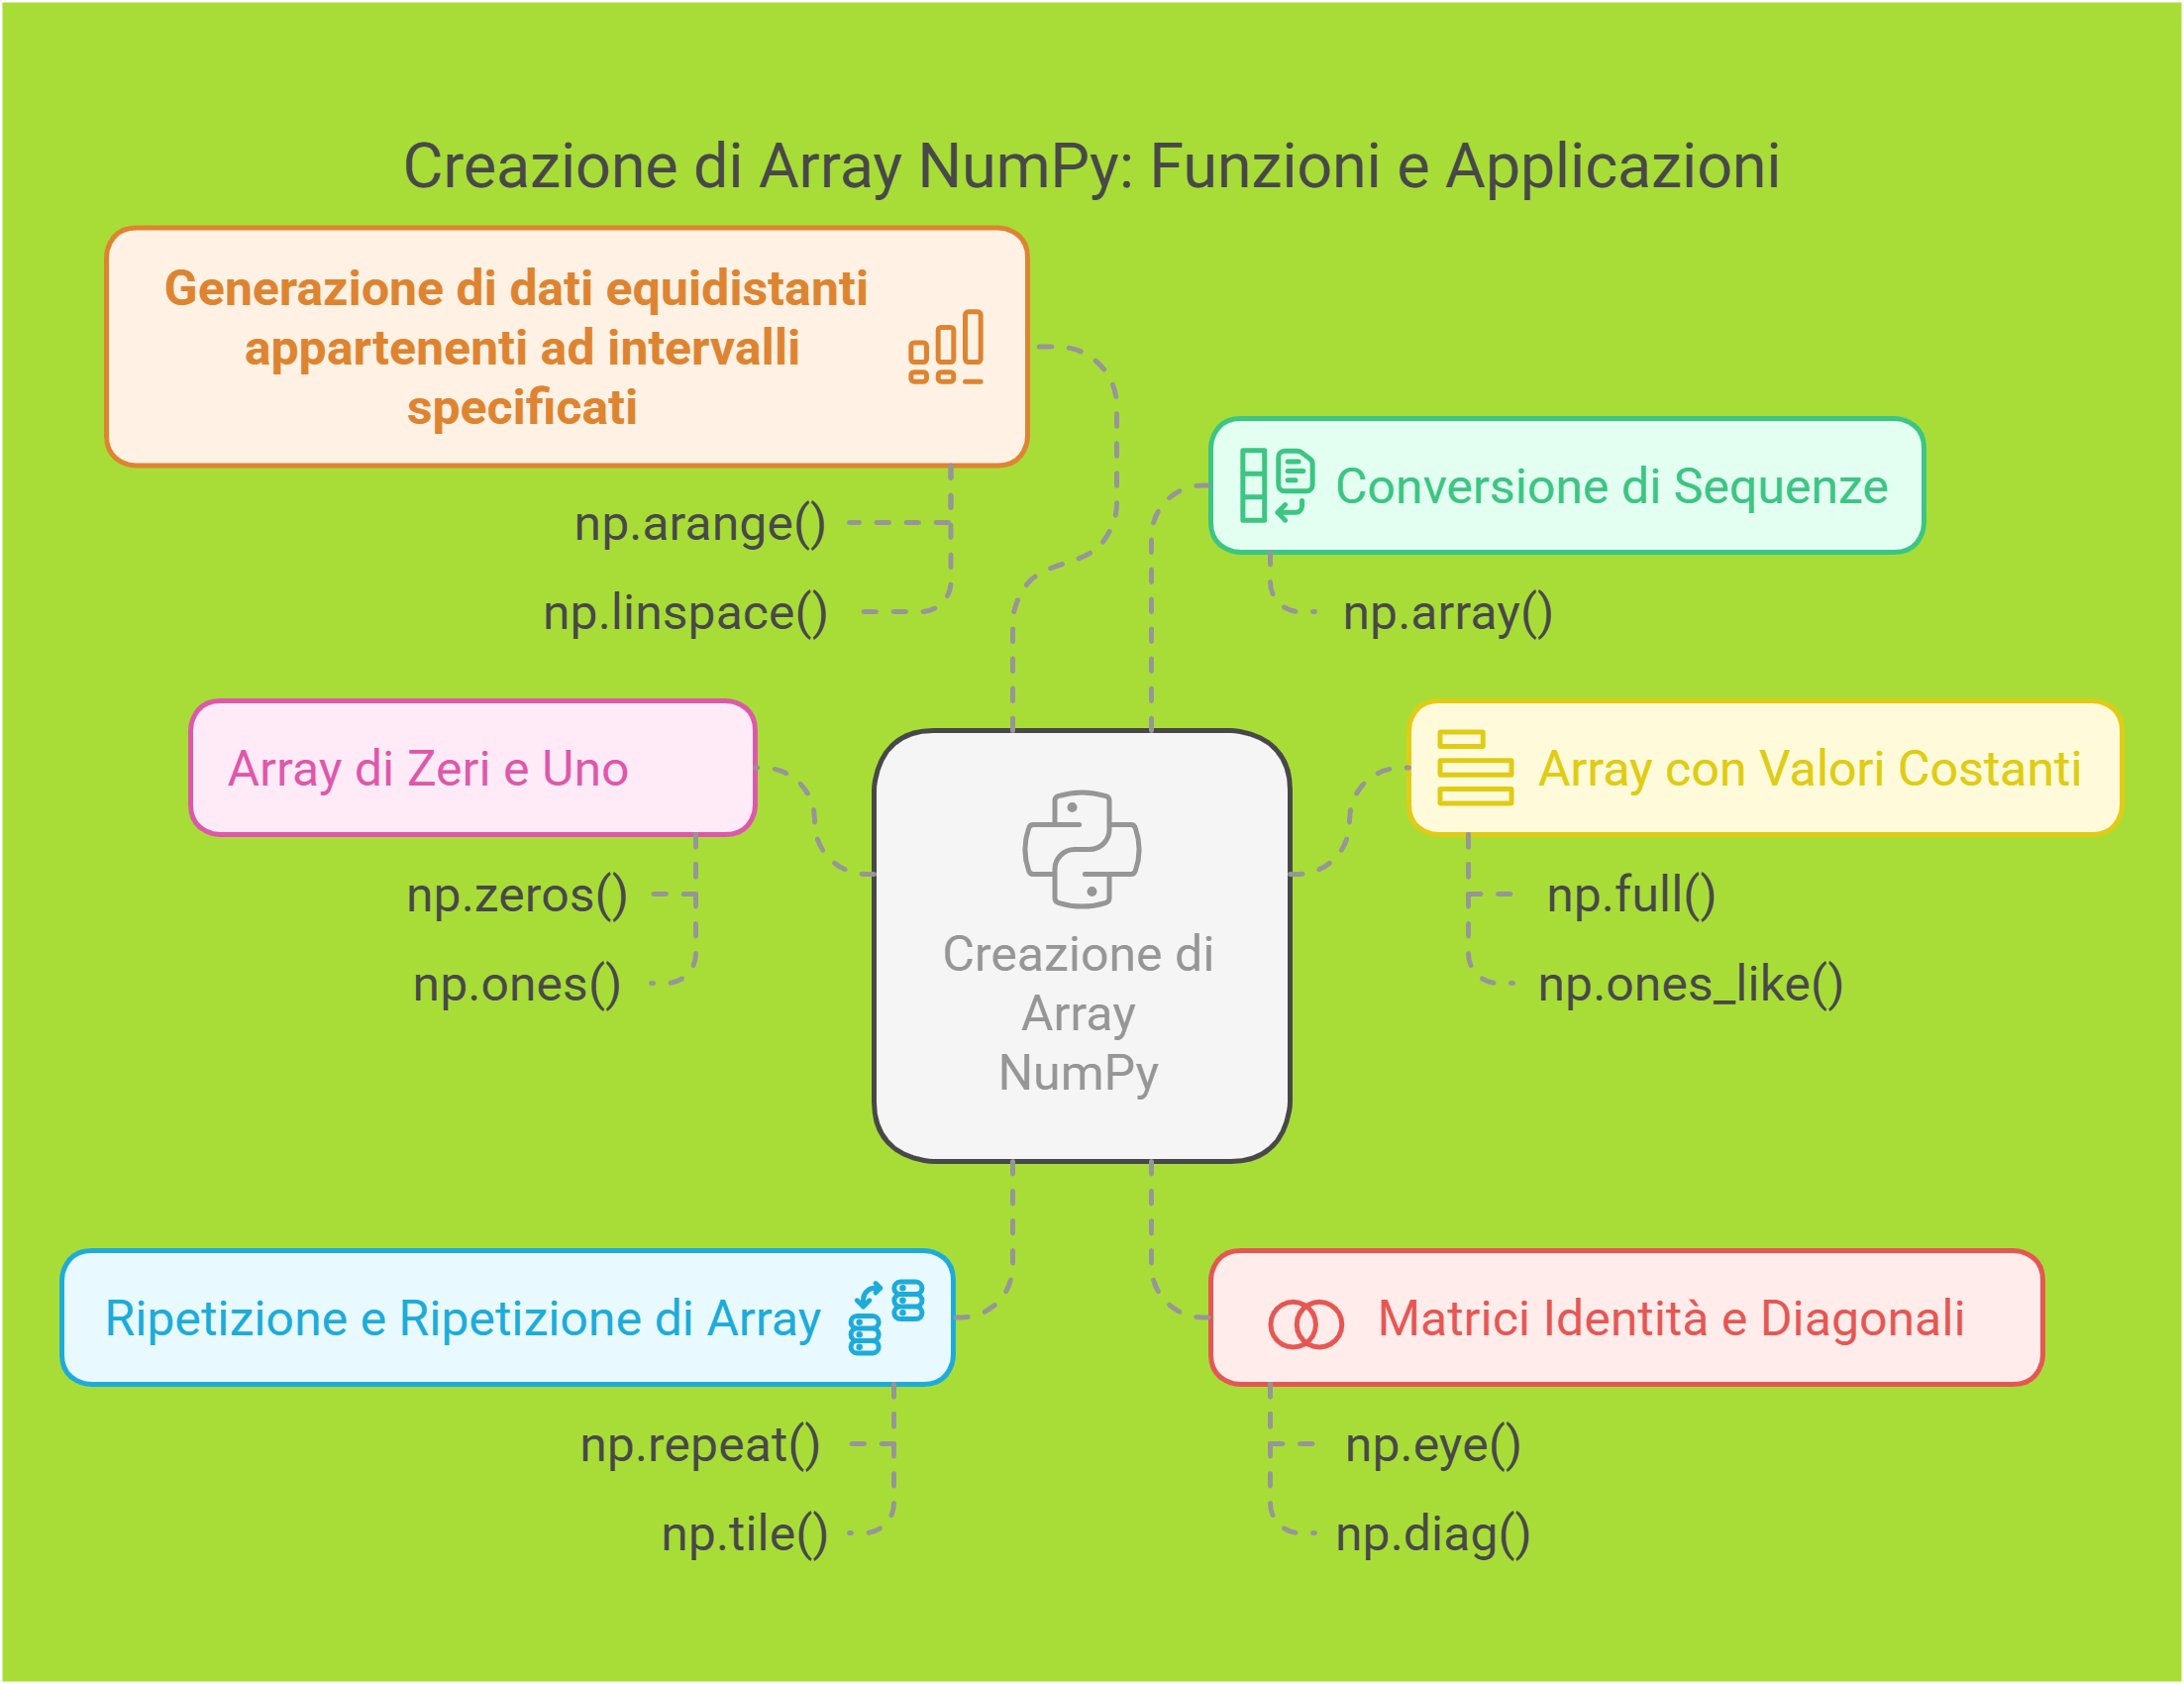 Creazione di Array NumPy: Funzioni e Applicazioni
Generazione di dati equidistanti
appartenenti ad intervalli
specificati
np.arange()
np.linspace()
Conversione di Sequenze
np.array()
Array di Zeri e Uno
np.zeros()
np.ones()
Array con Valori Costanti
np.full()
np.ones_like()
Creazione di
Array
NumPy
Ripetizione e Ripetizione di Array
np.repeat()
np.tile()
Matrici Identità e Diagonali
np.eye()
np.diag()